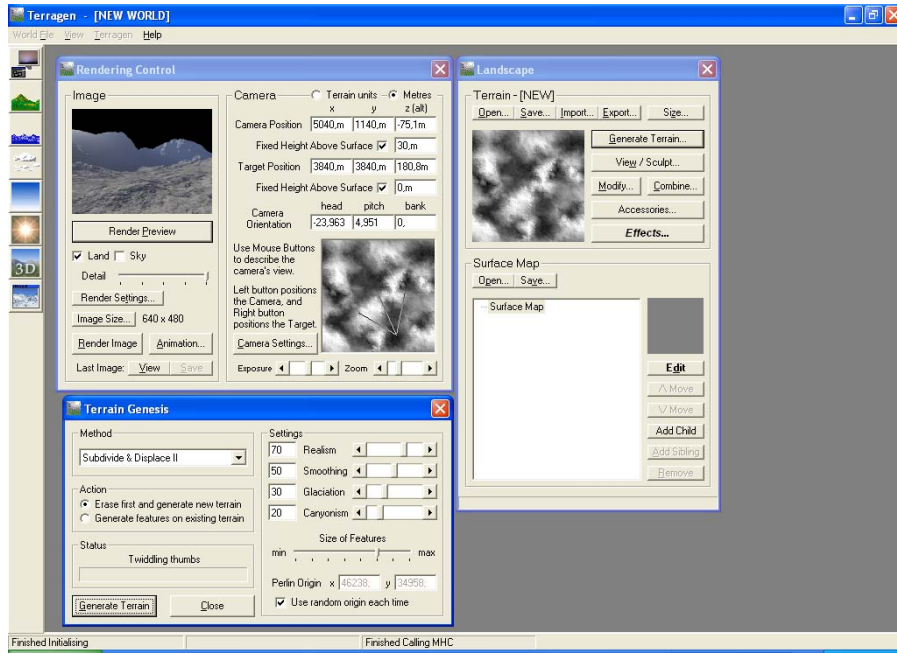 Terragen - [NEW WORLD]
World File View Terragen Help
Rendering Control
Image
Render Preview
Land Sky
Detail
Render Settings...
Image Size... 640 x 480
Render Image Animation...
Last Image: View Save
Camera Terrain units Metres
x y z (alt)
Camera Position 5040,m 1140,m -75,1m
Fixed Height Above Surface 30,m
Target Position 3840,m 3840,m 180,8m
Fixed Height Above Surface 0,m
head pitch bank
Camera Orientation -23,963 4,951 0,
Use Mouse Buttons
to describe the
camera's view.
Left button positions
the Camera, and
Right button
positions the Target.
Camera Settings...
Exposure Zoom
Landscape
Terrain - [NEW]
Open... Save... Import... Export... Size...
Generate Terrain...
View / Sculpt...
Modify... Combine...
Accessories...
Effects...
Surface Map
Open... Save...
Surface Map
Edit
/\ Move
\/ Move
Add Child
Add Sibling
Remove
Terrain Genesis
Method
Subdivide & Displace II
Action
Erase first and generate new terrain
Generate features on existing terrain
Status
Twiddling thumbs
Generate Terrain Close
Settings
70 Realism
50 Smoothing
30 Glaciation
20 Canyonism
Size of Features
min max
Perlin Origin x 46238, y 34958,
Use random origin each time
3D
Finished Initialising Finished Calling MHC